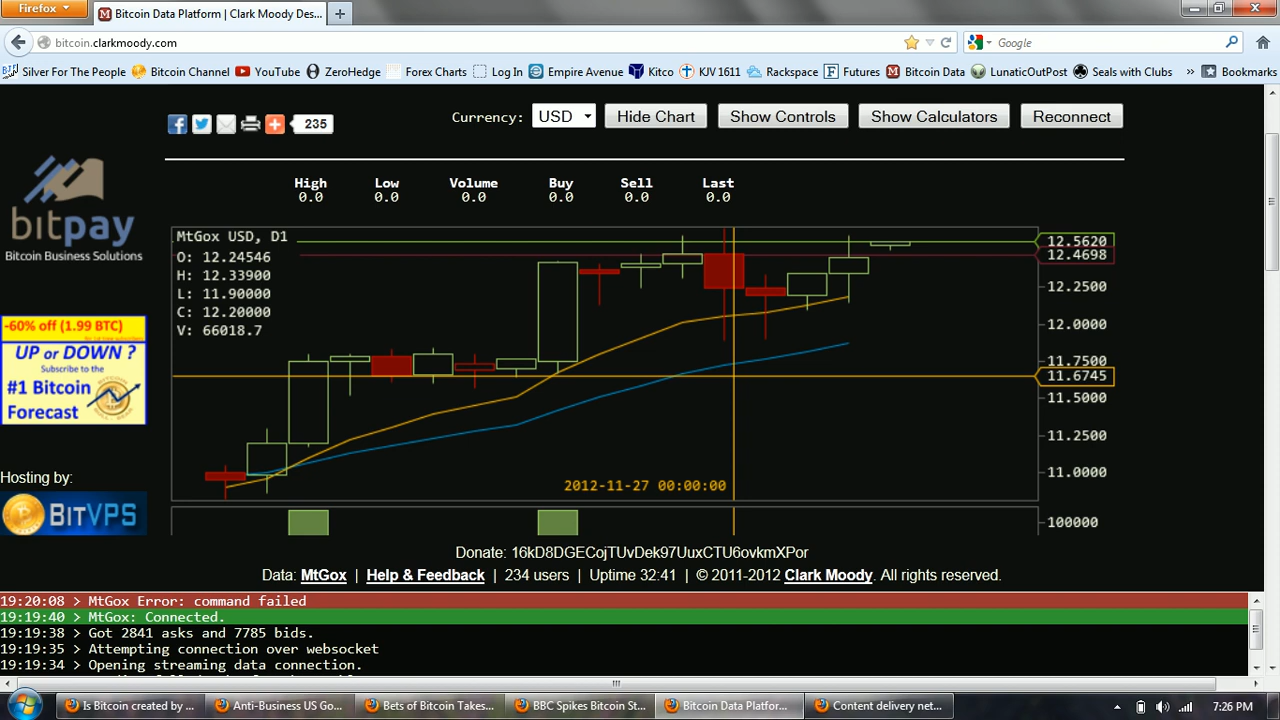 Firefox
Bitcoin Data Platform | Clark Moody Des...
bitcoin.clarkmoody.com
Google
Silver For The People
Bitcoin Channel
YouTube
ZeroHedge
Forex Charts
Log In
Empire Avenue
Kitco
KJV 1611
Rackspace
Futures
Bitcoin Data
LunaticOutPost
Seals with Clubs
»
Bookmarks
235
Currency: USD
Hide Chart
Show Controls
Show Calculators
Reconnect
High Low Volume Buy Sell Last
0.0 0.0 0.0 0.0 0.0 0.0
bitpay
Bitcoin Business Solutions
MtGox USD, D1
O: 12.24546
H: 12.33900
L: 11.90000
C: 12.20000
V: 66018.7
12.5620
12.4698
12.2500
12.0000
11.7500
11.6745
11.5000
11.2500
11.0000
2012-11-27 00:00:00
100000
-60% off (1.99 BTC)
UP or DOWN ?
Subscribe to the
#1 Bitcoin
Forecast
Hosting by:
BITVPS
Donate: 16kD8DGECojTUvDek97UuxCTU6ovkmXPor
Data: MtGox | Help & Feedback | 234 users | Uptime 32:41 | © 2011-2012 Clark Moody. All rights reserved.
19:20:08 > MtGox Error: command failed
19:19:40 > MtGox: Connected.
19:19:38 > Got 2841 asks and 7785 bids.
19:19:35 > Attempting connection over websocket
19:19:34 > Opening streaming data connection.
Is Bitcoin created by ...
Anti-Business US Go...
Bets of Bitcoin Takes...
BBC Spikes Bitcoin St...
Bitcoin Data Platfor...
Content delivery net...
7:26 PM